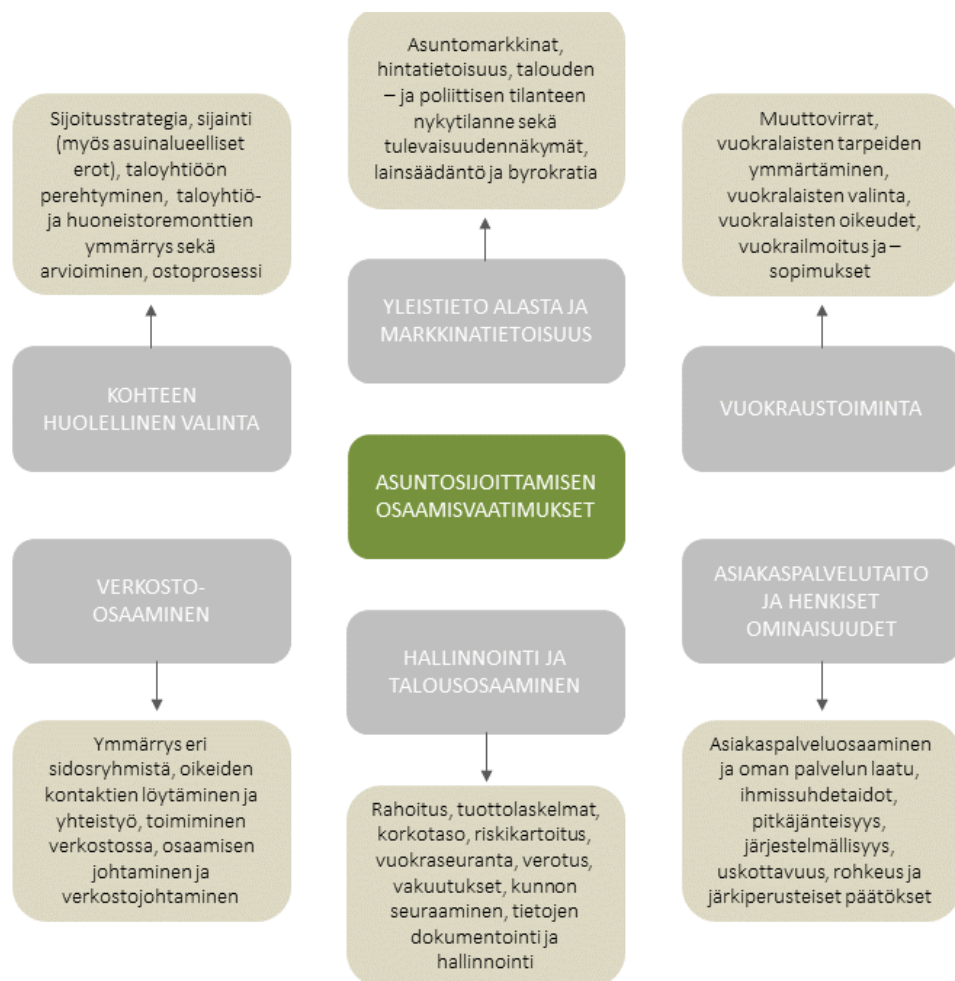 Asuntomarkkinat,
hintatietoisuus, talouden
– ja poliittisen tilanteen
nykytilanne sekä
tulevaisuudennäkymät,
lainsäädäntö ja byrokratia
Sijoitusstrategia, sijainti
(myös asuinalueelliset
erot), taloyhtiöön
perehtyminen, taloyhtiö-
ja huoneistoremonttien
ymmärrys sekä
arvioiminen, ostoprosessi
Muuttovirrat,
vuokralaisten tarpeiden
ymmärtäminen,
vuokralaisten valinta,
vuokralaisten oikeudet,
vuokrailmoitus ja –
sopimukset
YLEISTIETO ALASTA JA
MARKKINATIETOISUUS
KOHTEEN
HUOLELLINEN VALINTA
VUOKRAUSTOIMINTA
ASUNTOSIJOITTAMISEN
OSAAMISVAATIMUKSET
VERKOSTO-
OSAAMINEN
ASIAKASPALVELUTAITO
JA HENKISET
OMINAISUUDET
HALLINNOINTI JA
TALOUSOSAAMINEN
Ymmärrys eri
sidosryhmistä, oikeiden
kontaktien löytäminen ja
yhteistyö, toimiminen
verkostossa, osaamisen
johtaminen ja
verkostojohtaminen
Rahoitus, tuottolaskelmat,
korkotaso, riskikartoitus,
vuokraseuranta, verotus,
vakuutukset, kunnon
seuraaminen, tietojen
dokumentointi ja
hallinnointi
Asiakaspalveluosaaminen
ja oman palvelun laatu,
ihmissuhdetaidot,
pitkäjänteisyys,
järjestelmällisyys,
uskottavuus, rohkeus ja
järkiperusteiset päätökset